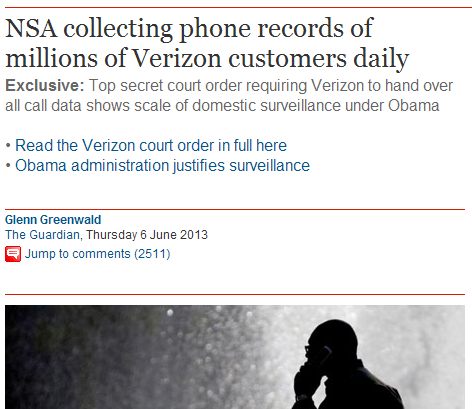 NSA collecting phone records of
millions of Verizon customers daily
Exclusive: Top secret court order requiring Verizon to hand over
all call data shows scale of domestic surveillance under Obama
• Read the Verizon court order in full here
• Obama administration justifies surveillance
Glenn Greenwald
The Guardian, Thursday 6 June 2013
Jump to comments (2511)